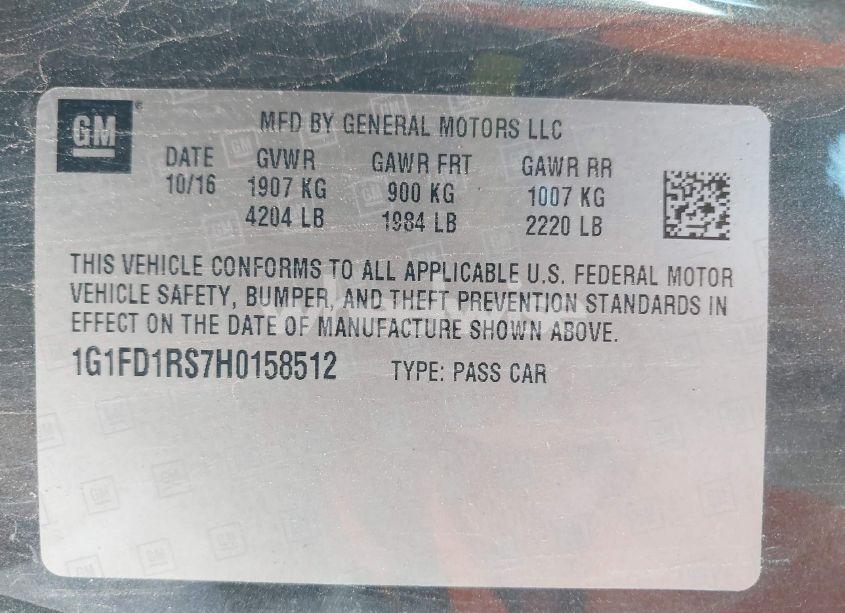 GM
MFD BY GENERAL MOTORS LLC
DATE GVWR GAWR FRT GAWR RR
10/16 1907 KG 900 KG 1007 KG
4204 LB 1984 LB 2220 LB
THIS VEHICLE CONFORMS TO ALL APPLICABLE U.S. FEDERAL MOTOR
VEHICLE SAFETY, BUMPER, AND THEFT PREVENTION STANDARDS IN
EFFECT ON THE DATE OF MANUFACTURE SHOWN ABOVE.
1G1FD1RS7H0158512 TYPE: PASS CAR